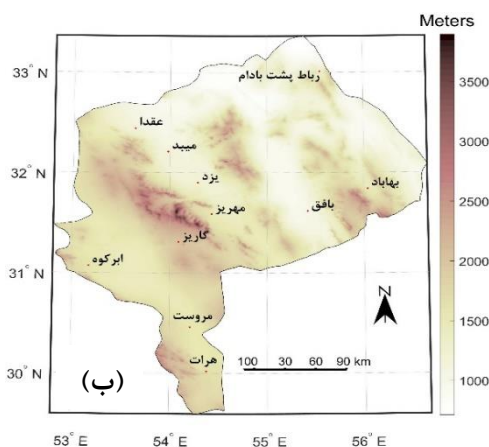 Meters
33° N
32° N
31° N
30° N
53° E
54° E
55° E
56° E
3500
3000
2500
2000
1500
1000
رباط پشت بادام
عقدا
میبد
یزد
بهاباد
مهریز
بافق
گاریز
ابرکوه
مروست
هرات
N
100 30 60 90 km
(ب)